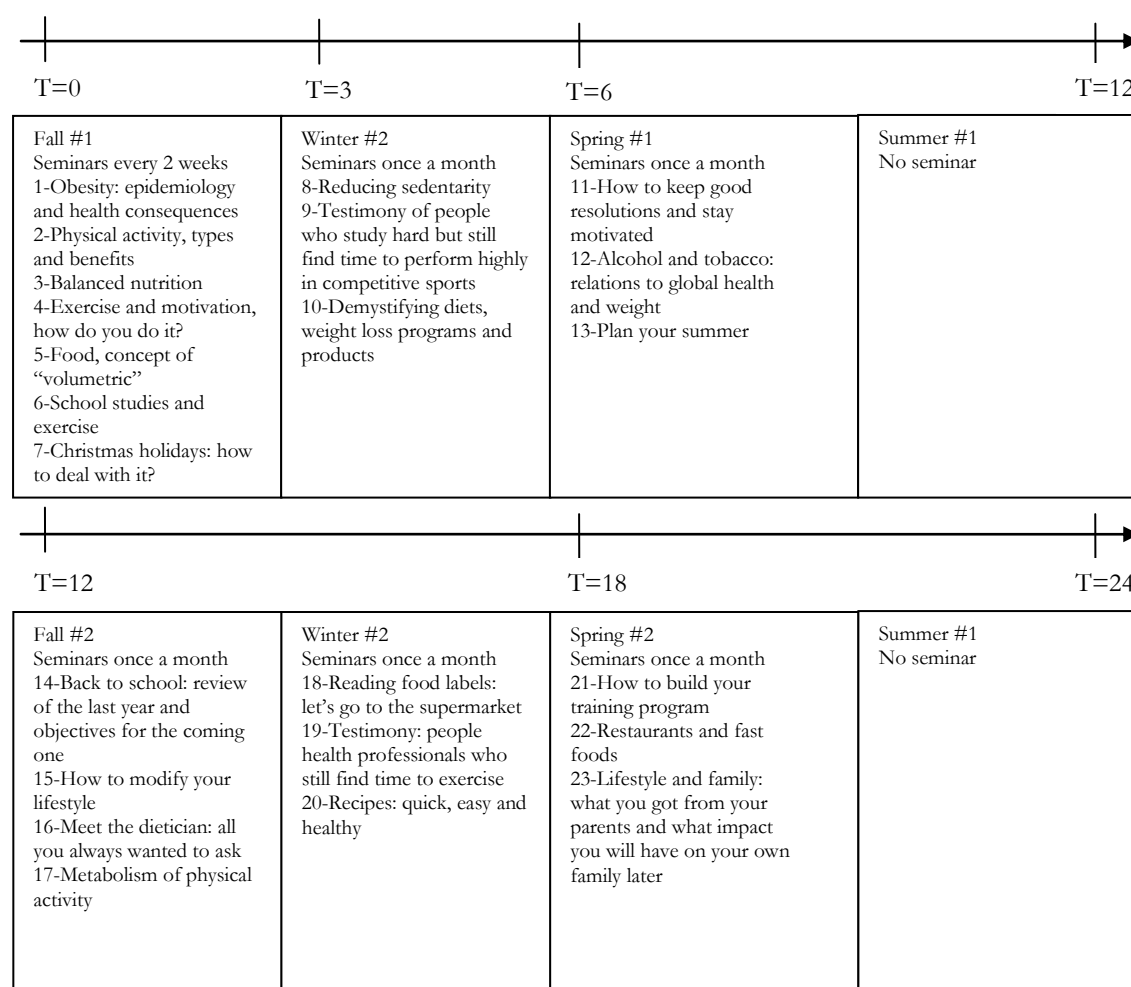 T=0
T=3
T=6
T=12
Fall #1
Seminars every 2 weeks
1-Obesity: epidemiology
and health consequences
2-Physical activity, types
and benefits
3-Balanced nutrition
4-Exercise and motivation,
how do you do it?
5-Food, concept of
“volumetric”
6-School studies and
exercise
7-Christmas holidays: how
to deal with it?
Winter #2
Seminars once a month
8-Reducing sedentarity
9-Testimony of people
who study hard but still
find time to perform highly
in competitive sports
10-Demystifying diets,
weight loss programs and
products
Spring #1
Seminars once a month
11-How to keep good
resolutions and stay
motivated
12-Alcohol and tobacco:
relations to global health
and weight
13-Plan your summer
Summer #1
No seminar
T=12
T=18
T=24
Fall #2
Seminars once a month
14-Back to school: review
of the last year and
objectives for the coming
one
15-How to modify your
lifestyle
16-Meet the dietician: all
you always wanted to ask
17-Metabolism of physical
activity
Winter #2
Seminars once a month
18-Reading food labels:
let’s go to the supermarket
19-Testimony: people
health professionals who
still find time to exercise
20-Recipes: quick, easy and
healthy
Spring #2
Seminars once a month
21-How to build your
training program
22-Restaurants and fast
foods
23-Lifestyle and family:
what you got from your
parents and what impact
you will have on your own
family later
Summer #1
No seminar